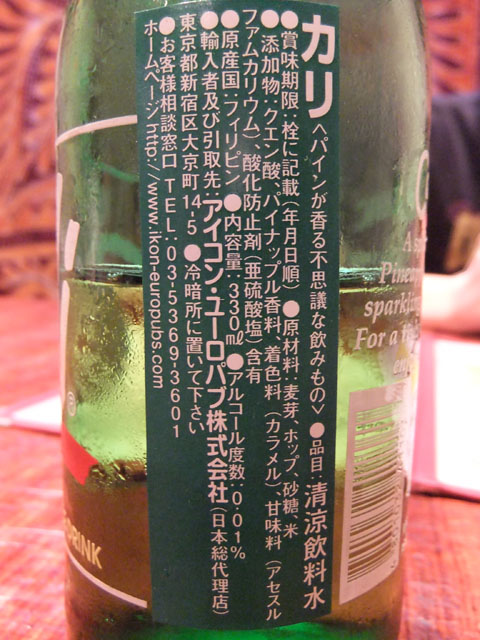 カリ〈パインが香る不思議な飲みもの〉●品目:清涼飲料水
●賞味期限:栓に記載(年月日順)●原材料:麦芽、ホップ、砂糖、米
●添加物:クエン酸、パイナップル香料、着色料(カラメル)、甘味料(アセスル
ファムカリウム)、酸化防止剤(亜硫酸塩)含有
●原産国:フィリピン●内容量:330㎖●アルコール度数:0.01%
●輸入者及び引取先:アイコン・ユーロパブ株式会社(日本総代理店)
東京都新宿区大京町14-5●冷暗所に置いて下さい
●お客様相談窓口 TEL:03-5369-3601
ホームページhttp://www.ikon-europubs.com
sparkling
For a
DRINK